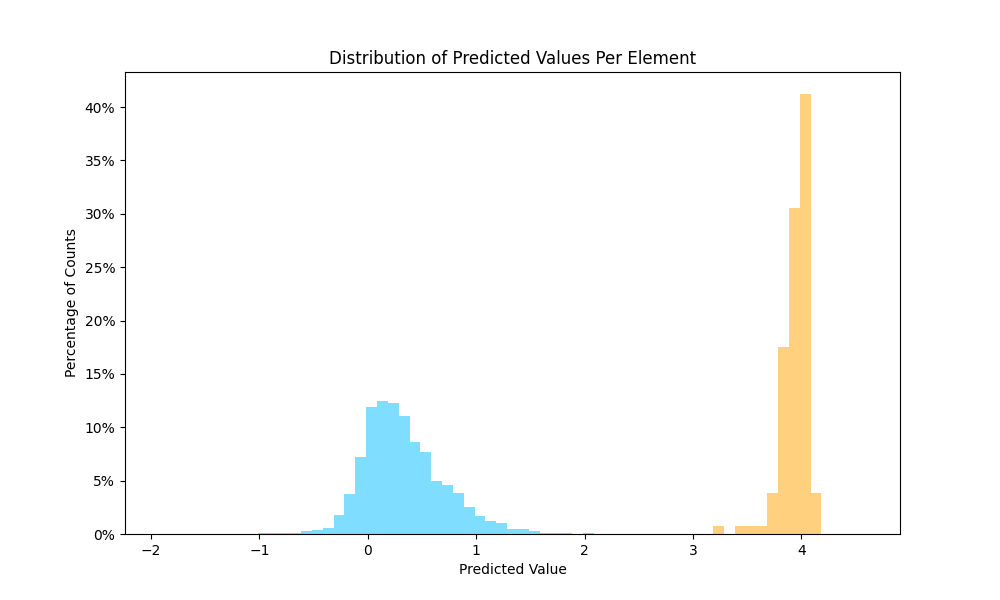 Distribution of Predicted Values Per Element
40%
35%
30%
25%
20%
15%
10%
5%
0%
Percentage of Counts
−2 −1 0 1 2 3 4
Predicted Value